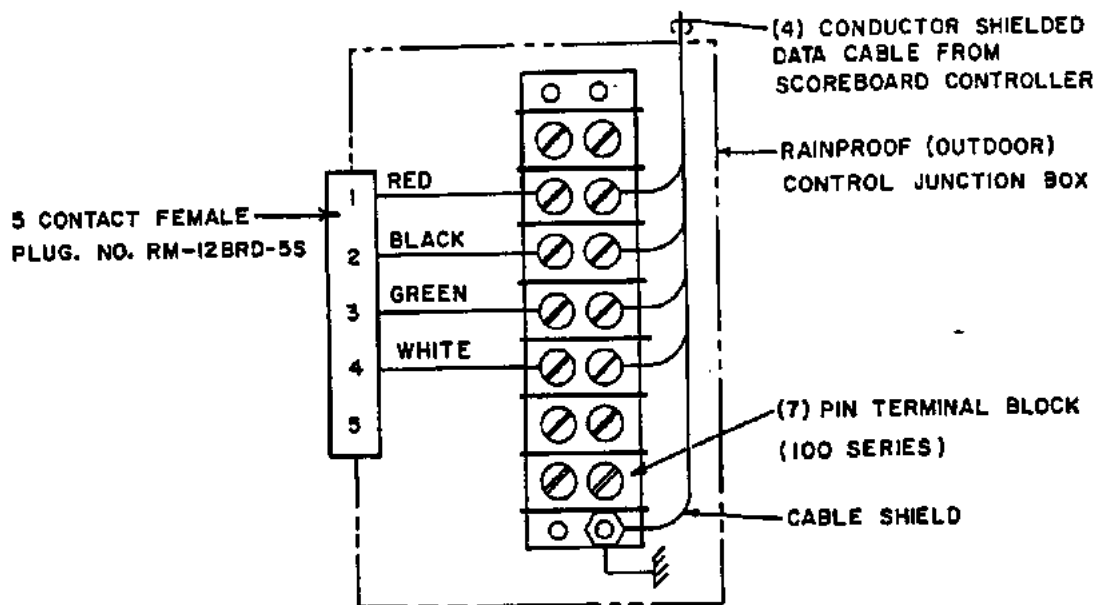 (4) CONDUCTOR SHIELDED
DATA CABLE FROM
SCOREBOARD CONTROLLER
RAINPROOF (OUTDOOR)
CONTROL JUNCTION BOX
5 CONTACT FEMALE
PLUG. NO. RM-12BRD-5S
1
RED
2
BLACK
3
GREEN
4
WHITE
5
(7) PIN TERMINAL BLOCK
(100 SERIES)
CABLE SHIELD